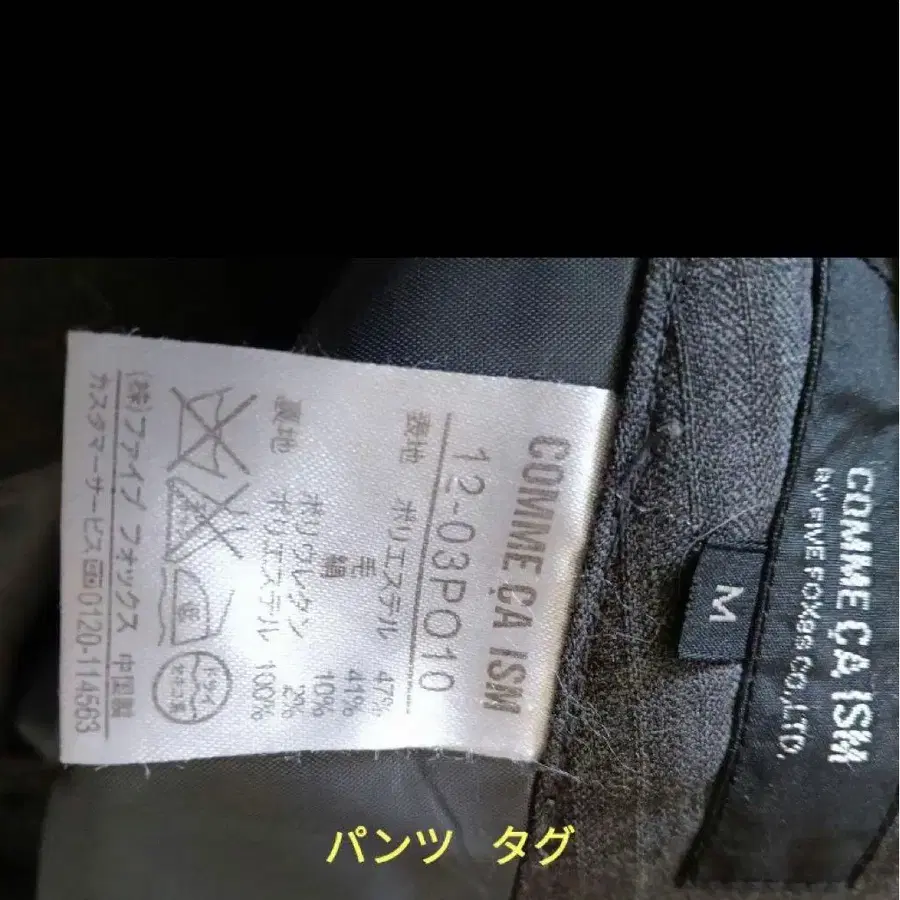 COMME ÇA ISM
12-03PO10
表地 ポリエステル 47%
毛 41%
絹 10%
ポリウレタン 2%
裏地 ポリエステル 100%
(株)ファイブ フォックス 中国製
カスタマーサービス 0120-114563
M
COMME ÇA ISM
BY FIVE FOXES CO.,LTD.
パンツ タグ